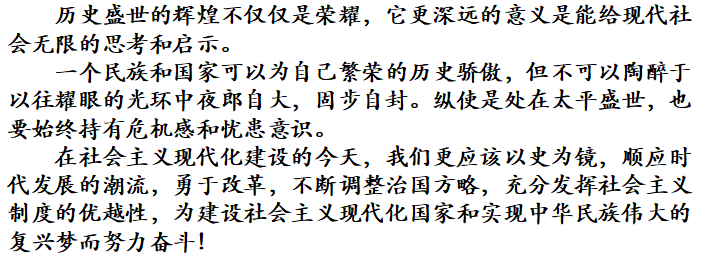 历史盛世的辉煌不仅仅是荣耀，它更深远的意义是能给现代社
会无限的思考和启示。
一个民族和国家可以为自己繁荣的历史骄傲，但不可以陶醉于
以往耀眼的光环中夜郎自大，固步自封。纵使是处在太平盛世，也
要始终持有危机感和忧患意识。
在社会主义现代化建设的今天，我们更应该以史为镜，顺应时
代发展的潮流，勇于改革，不断调整治国方略，充分发挥社会主义
制度的优越性，为建设社会主义现代化国家和实现中华民族伟大的
复兴梦而努力奋斗!